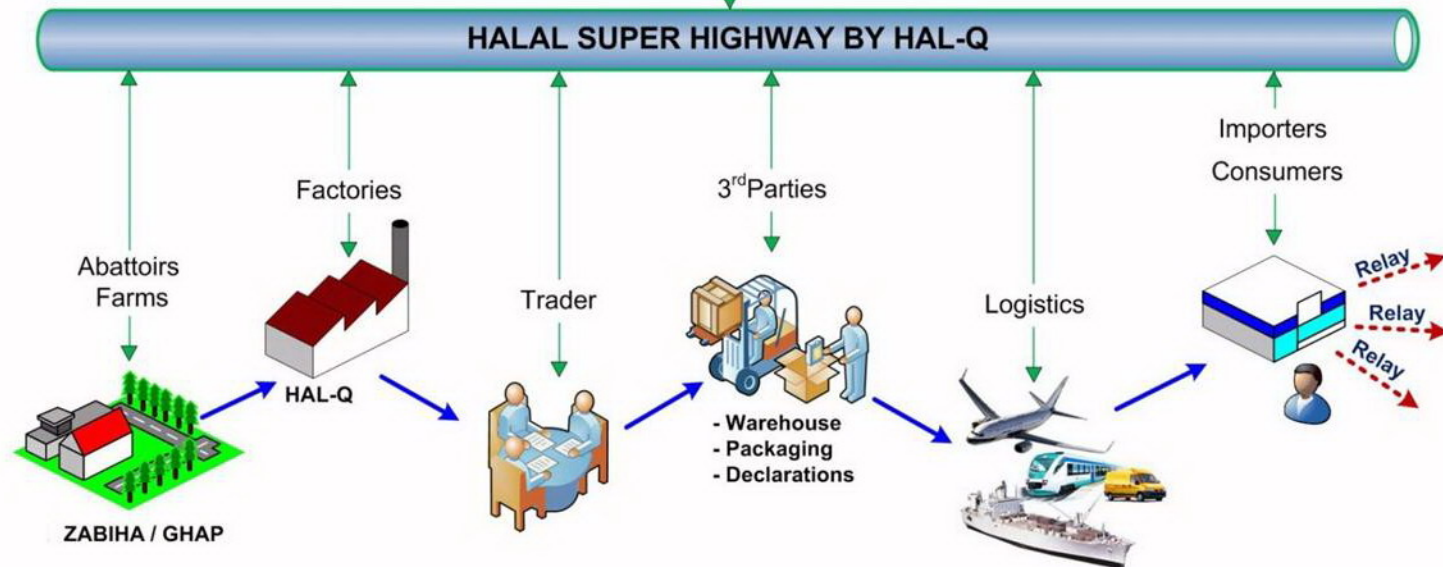 HALAL SUPER HIGHWAY BY HAL-Q
Abattoirs
Farms
ZABIHA / GHAP
Factories
HAL-Q
Trader
3rdParties
- Warehouse
- Packaging
- Declarations
Logistics
Importers
Consumers
Relay
Relay
Relay